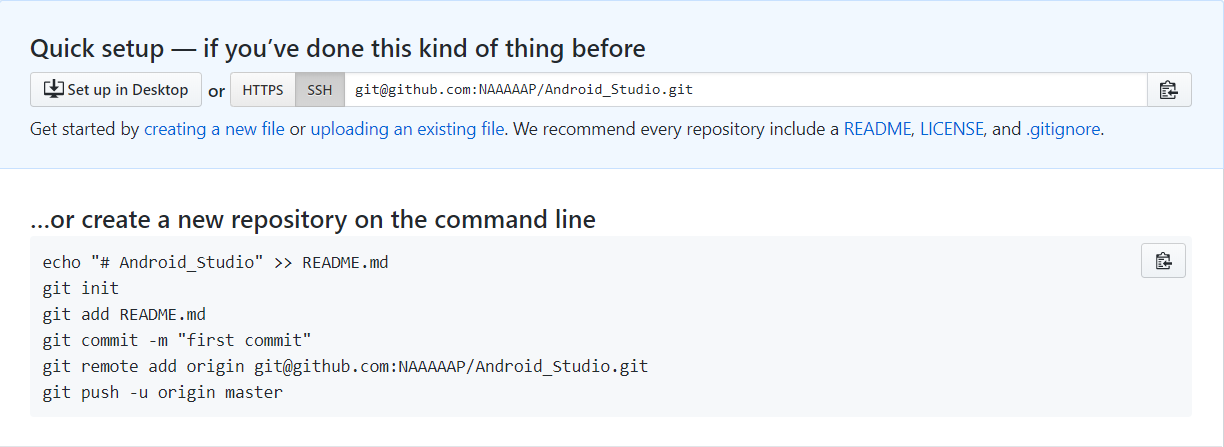 Quick setup — if you’ve done this kind of thing before
Set up in Desktop or HTTPS SSH git@github.com:NAAAAAP/Android_Studio.git
Get started by creating a new file or uploading an existing file. We recommend every repository include a README, LICENSE, and .gitignore.
…or create a new repository on the command line
echo "# Android_Studio" >> README.md
git init
git add README.md
git commit -m "first commit"
git remote add origin git@github.com:NAAAAAP/Android_Studio.git
git push -u origin master